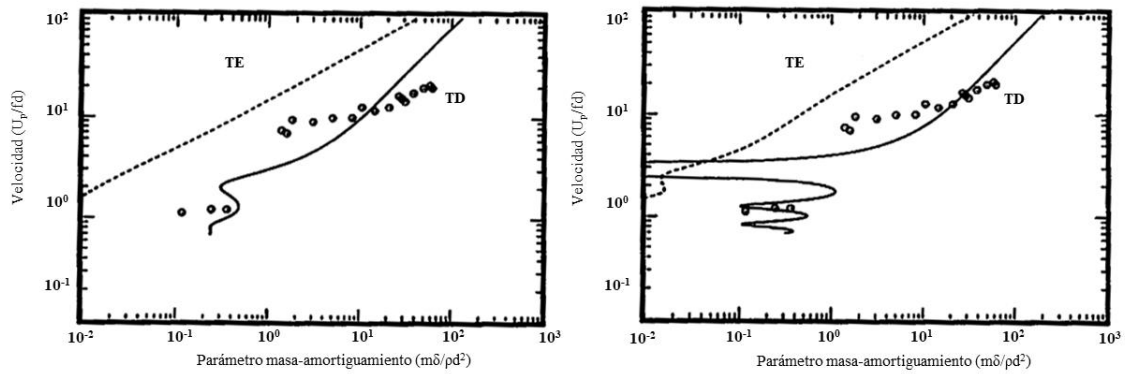 10²
10¹
10⁰
10⁻¹
Velocidad (Uₚ/fd)
TE
TD
10⁻² 10⁻¹ 10⁰ 10¹ 10² 10³
Parámetro masa-amortiguamiento (mδ/ρd²)
10²
10¹
10⁰
10⁻¹
Velocidad (Uₚ/fd)
TE
TD
10⁻² 10⁻¹ 10⁰ 10¹ 10² 10³
Parámetro masa-amortiguamiento (mδ/ρd²)